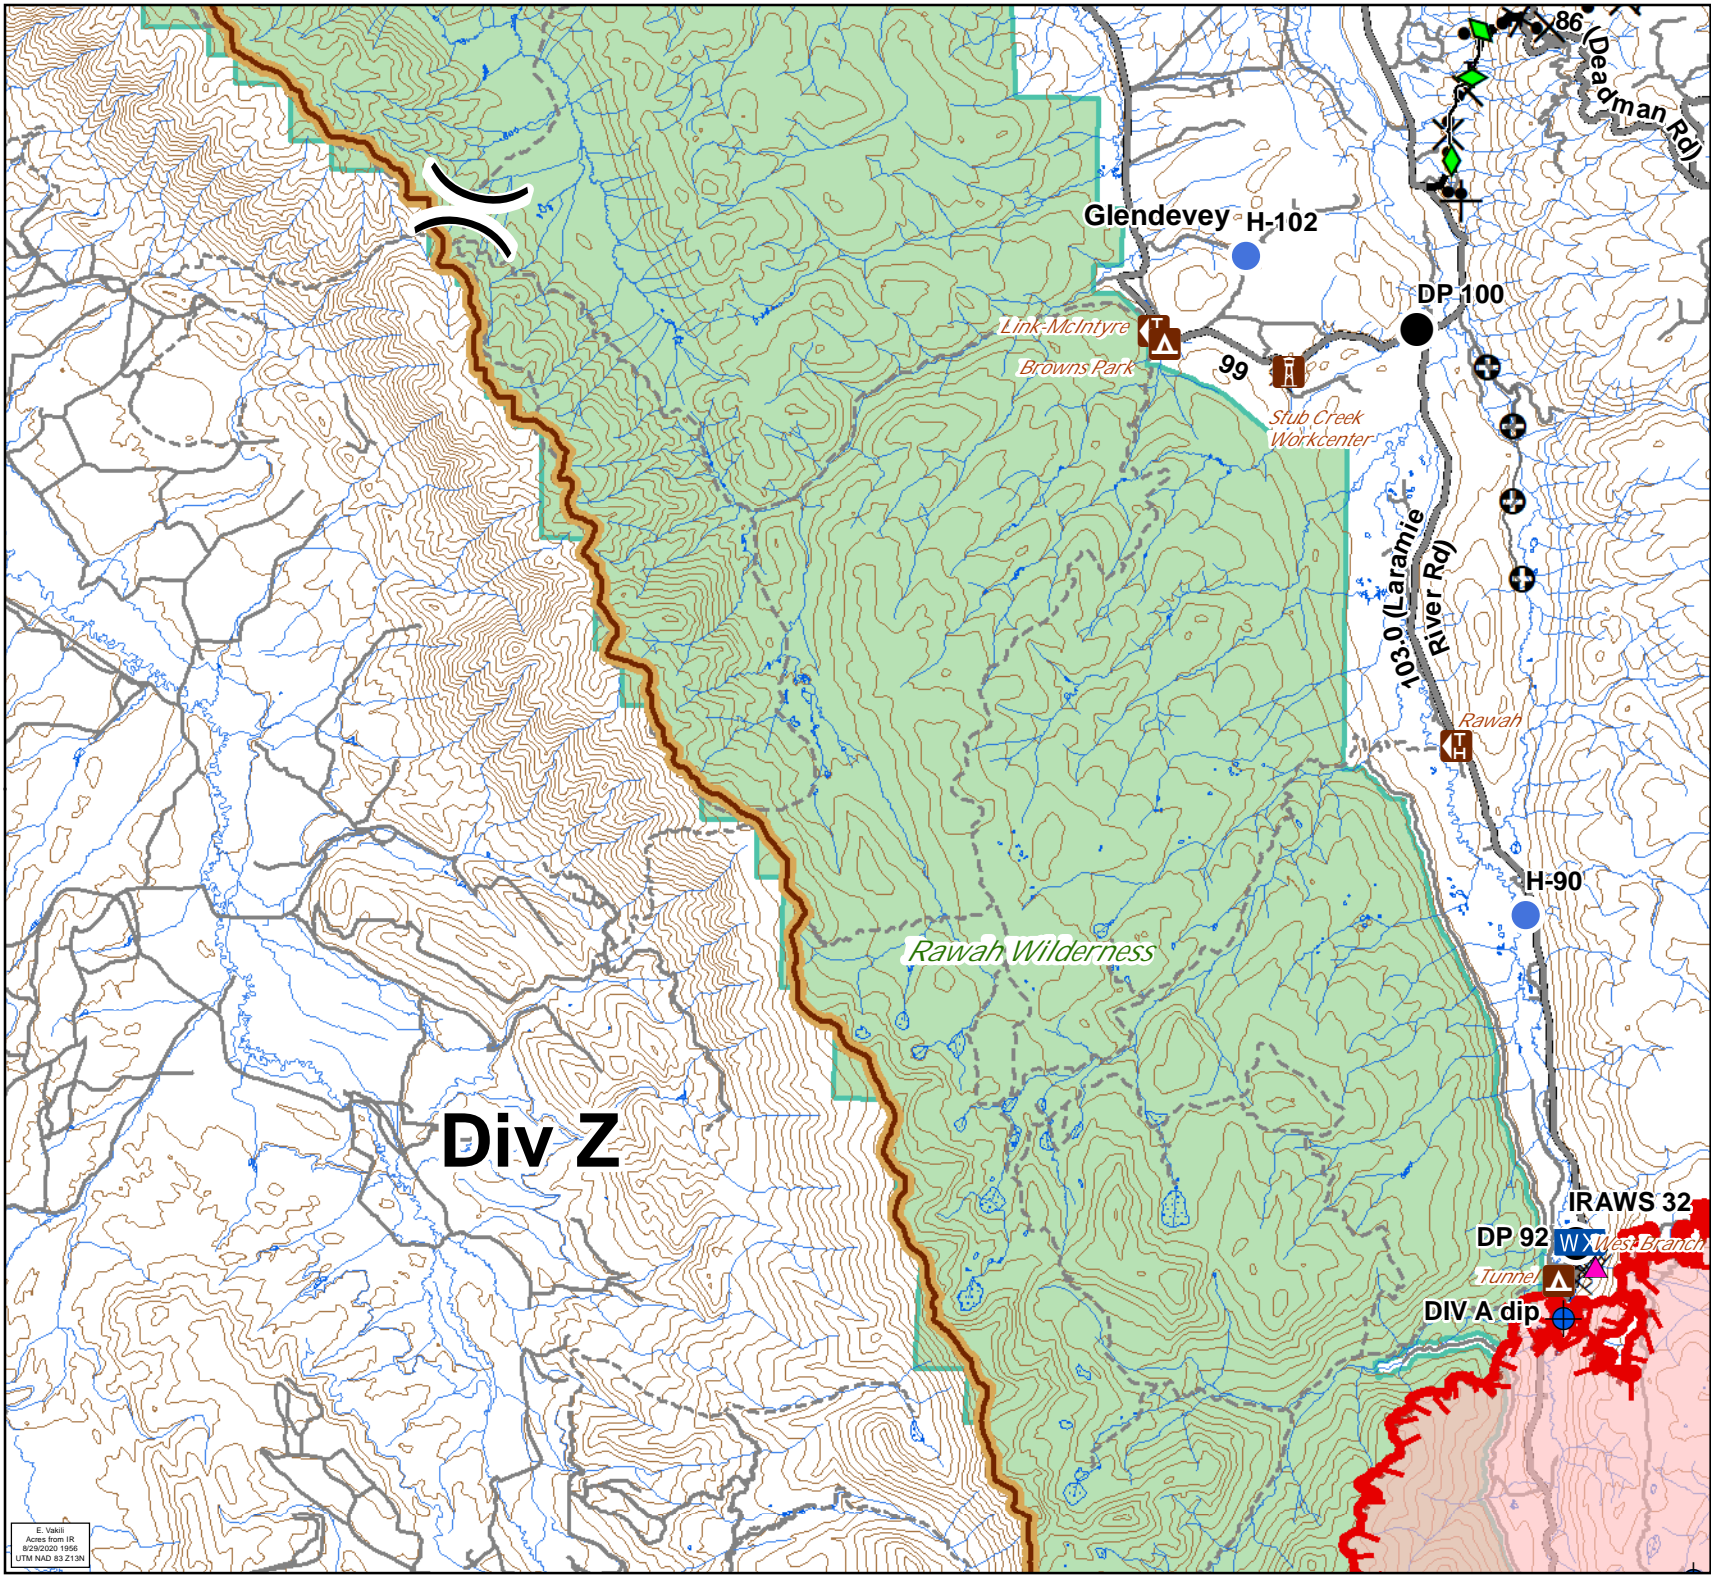 86 (Deadman Rd)
Glendevey
H-102
DP 100
Link-McIntyre
Browns Park
99
Stub Creek
Workcenter
103.0 (Laramie
River Rd)
Rawah
TH
H-90
Rawah Wilderness
Div Z
IRAWS 32
DP 92
WX
West Branch
Tunnel
DIV A dip
E. Vakili
Acres from IR
8/29/2020 1956
UTM NAD 83 Z13N